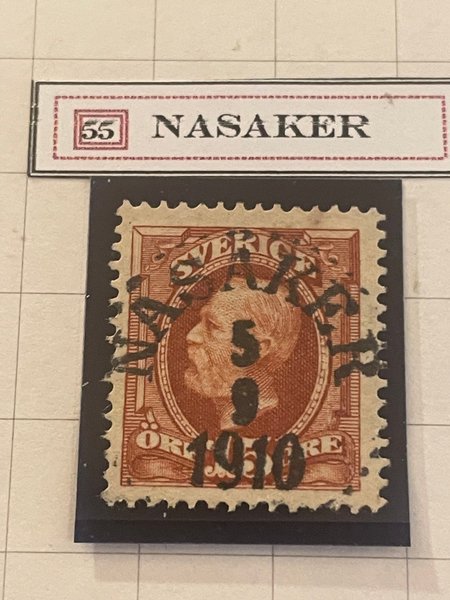 55 NASAKER
SVERIGE
NASAKER
5
9
1910
ÖRE ÖRE